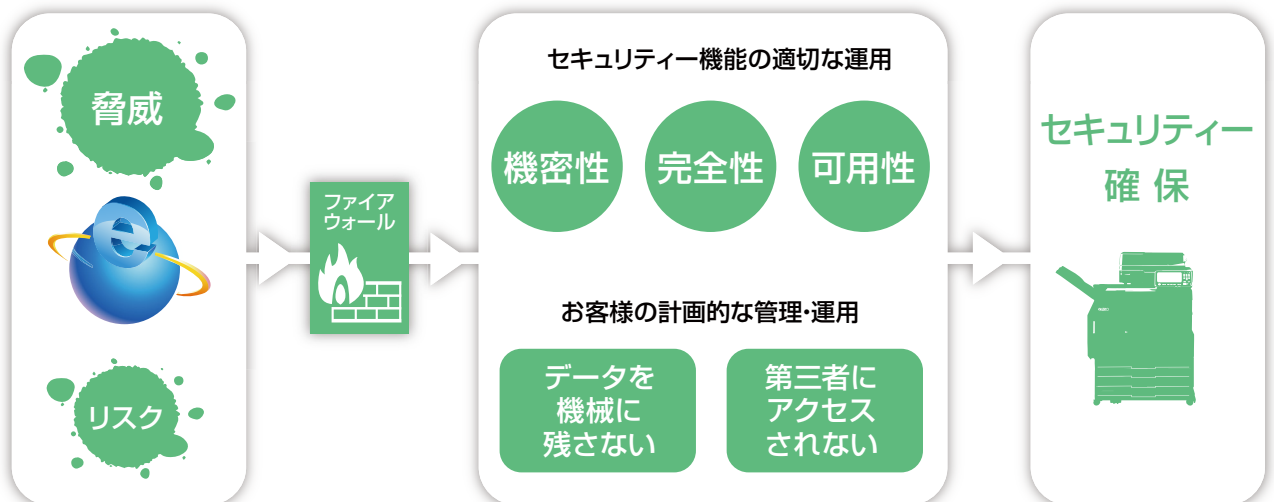 脅威
リスク
ファイア
ウォール
セキュリティー機能の適切な運用
機密性
完全性
可用性
お客様の計画的な管理・運用
データを
機械に
残さない
第三者に
アクセス
されない
セキュリティー
確 保